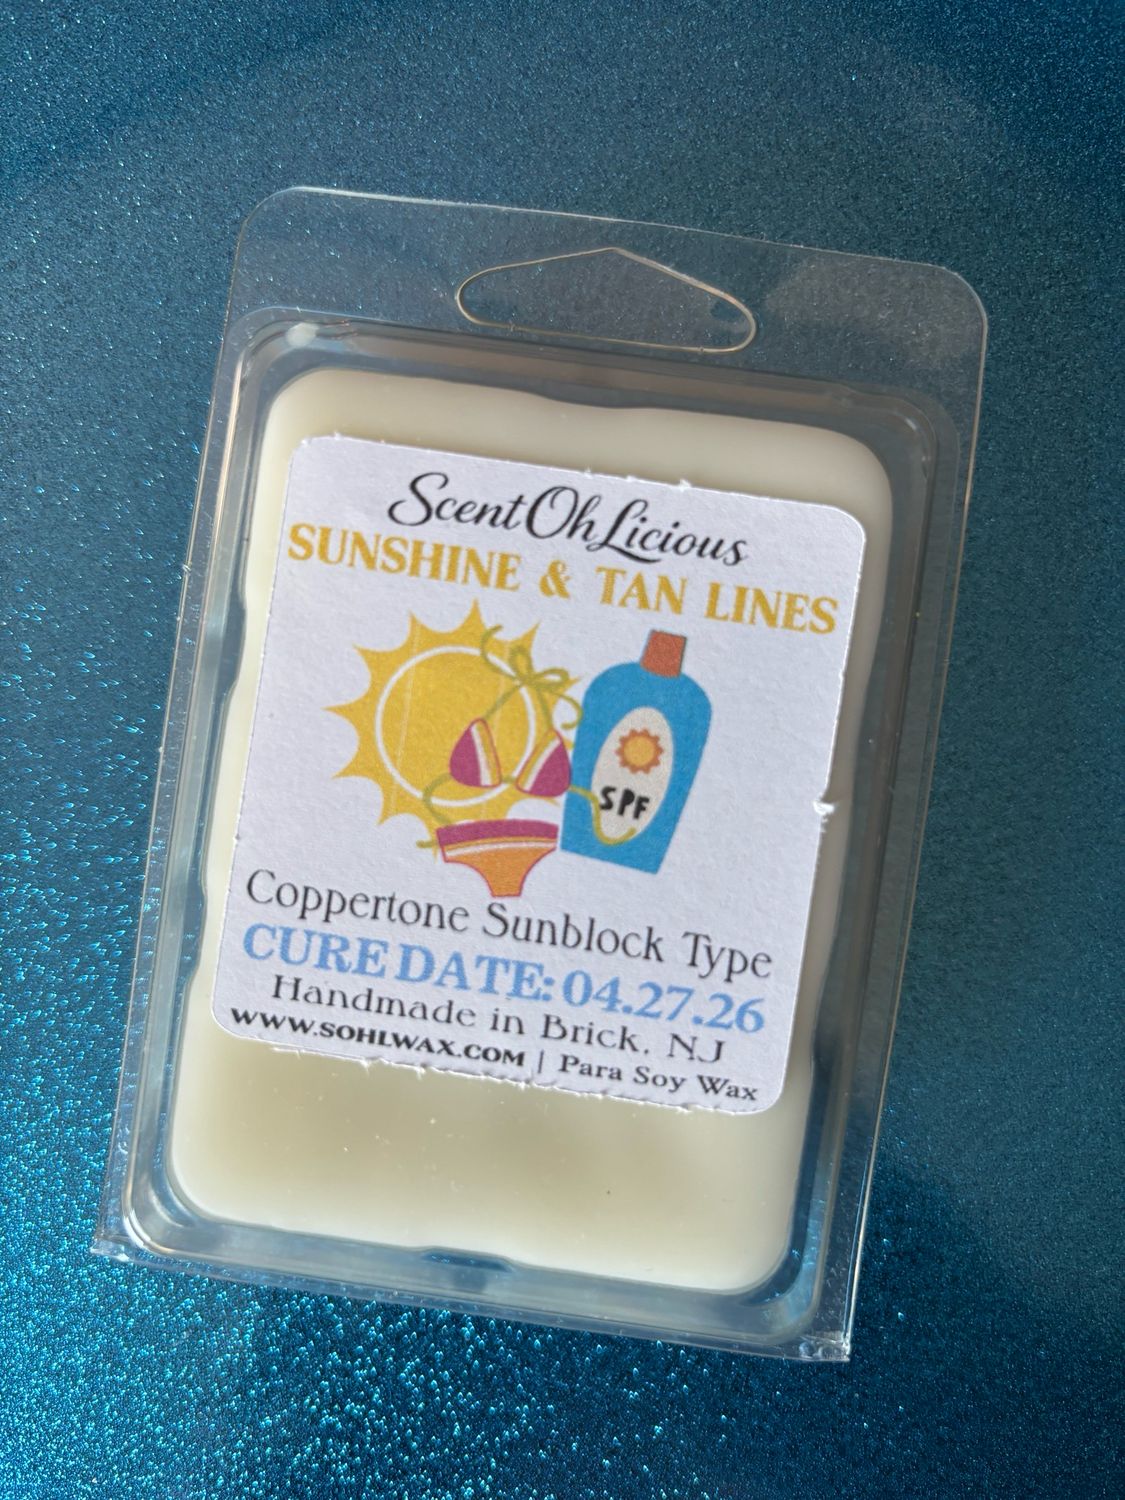 ScentOhLicious
SUNSHINE & TAN LINES
SPF
Coppertone Sunblock Type
CURE DATE: 04.27.26
Handmade in Brick, NJ
WWW.SOHLWAX.COM | Para Soy Wax